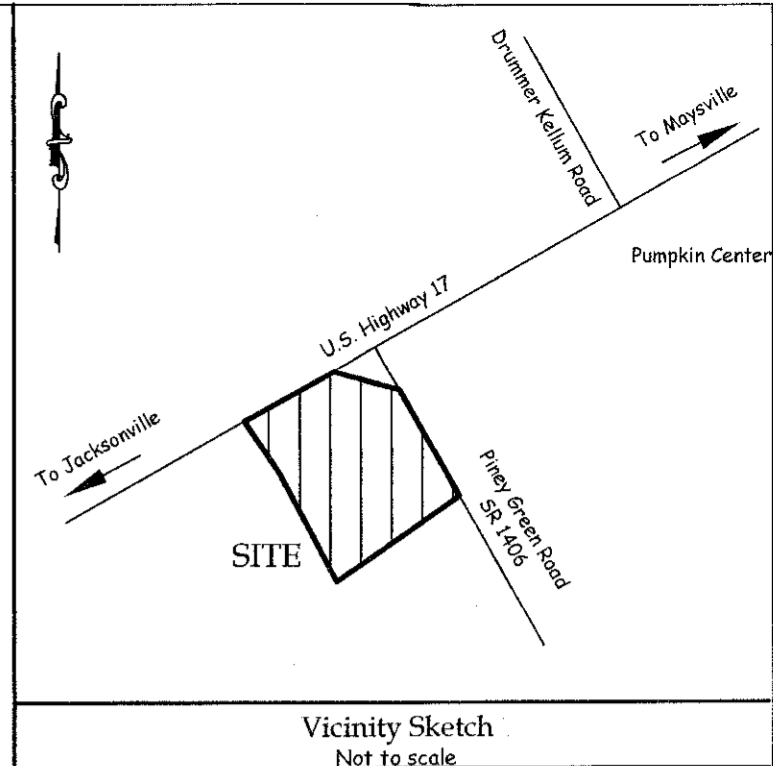 Drummer Kellum Road
To Maysville
Pumpkin Center
U.S. Highway 17
To Jacksonville
Piney Green Road
SR 1406
SITE
Vicinity Sketch
Not to scale